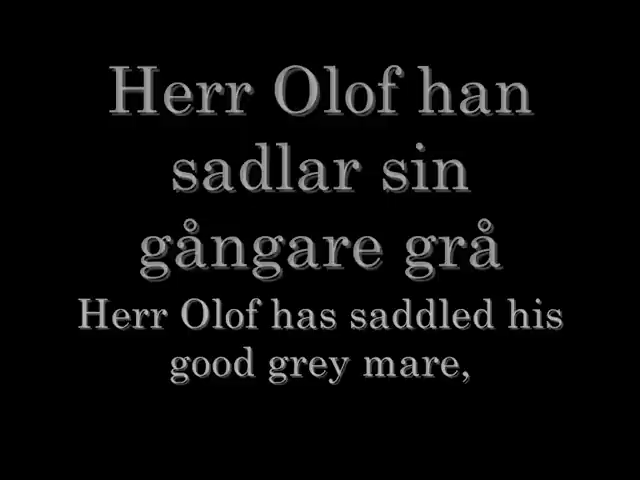 Herr Olof han
sadlar sin
gångare grå
Herr Olof has saddled his
good grey mare,